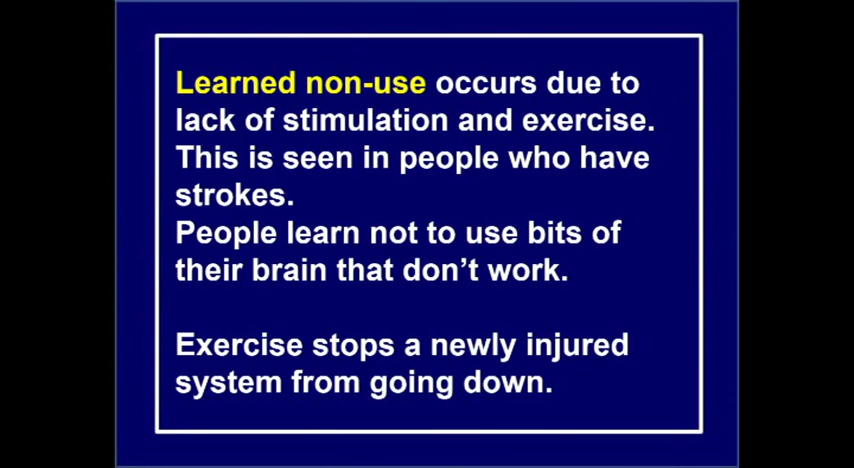 Learned non-use occurs due to
lack of stimulation and exercise.
This is seen in people who have
strokes.
People learn not to use bits of
their brain that don’t work.
Exercise stops a newly injured
system from going down.